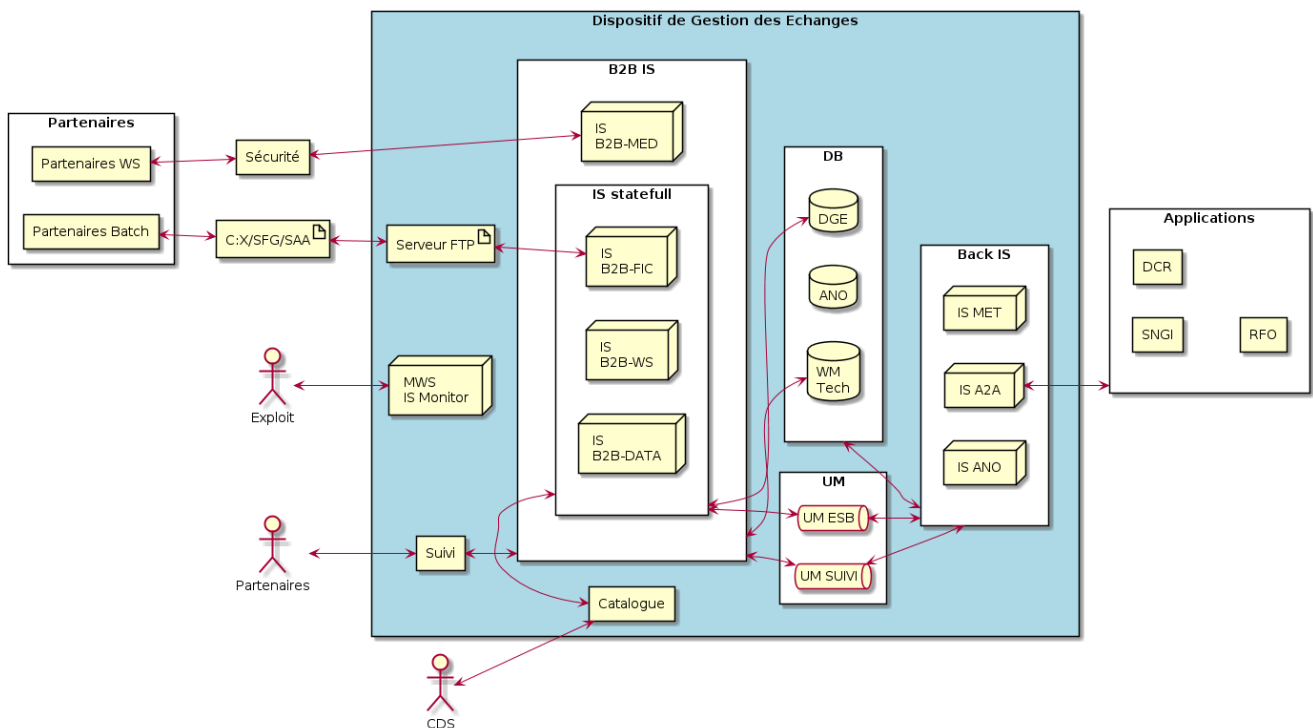 Dispositif de Gestion des Echanges
Partenaires
Partenaires WS
Partenaires Batch
Sécurité
C:X/SFG/SAA
Serveur FTP
B2B IS
IS
B2B-MED
IS statefull
IS
B2B-FIC
IS
B2B-WS
IS
B2B-DATA
DB
DGE
ANO
WM
Tech
Back IS
IS MET
IS A2A
IS ANO
Applications
DCR
SNGI
RFO
Exploit
MWS
IS Monitor
UM
UM ESB
UM SUIVI
Partenaires
Suivi
Catalogue
CDS